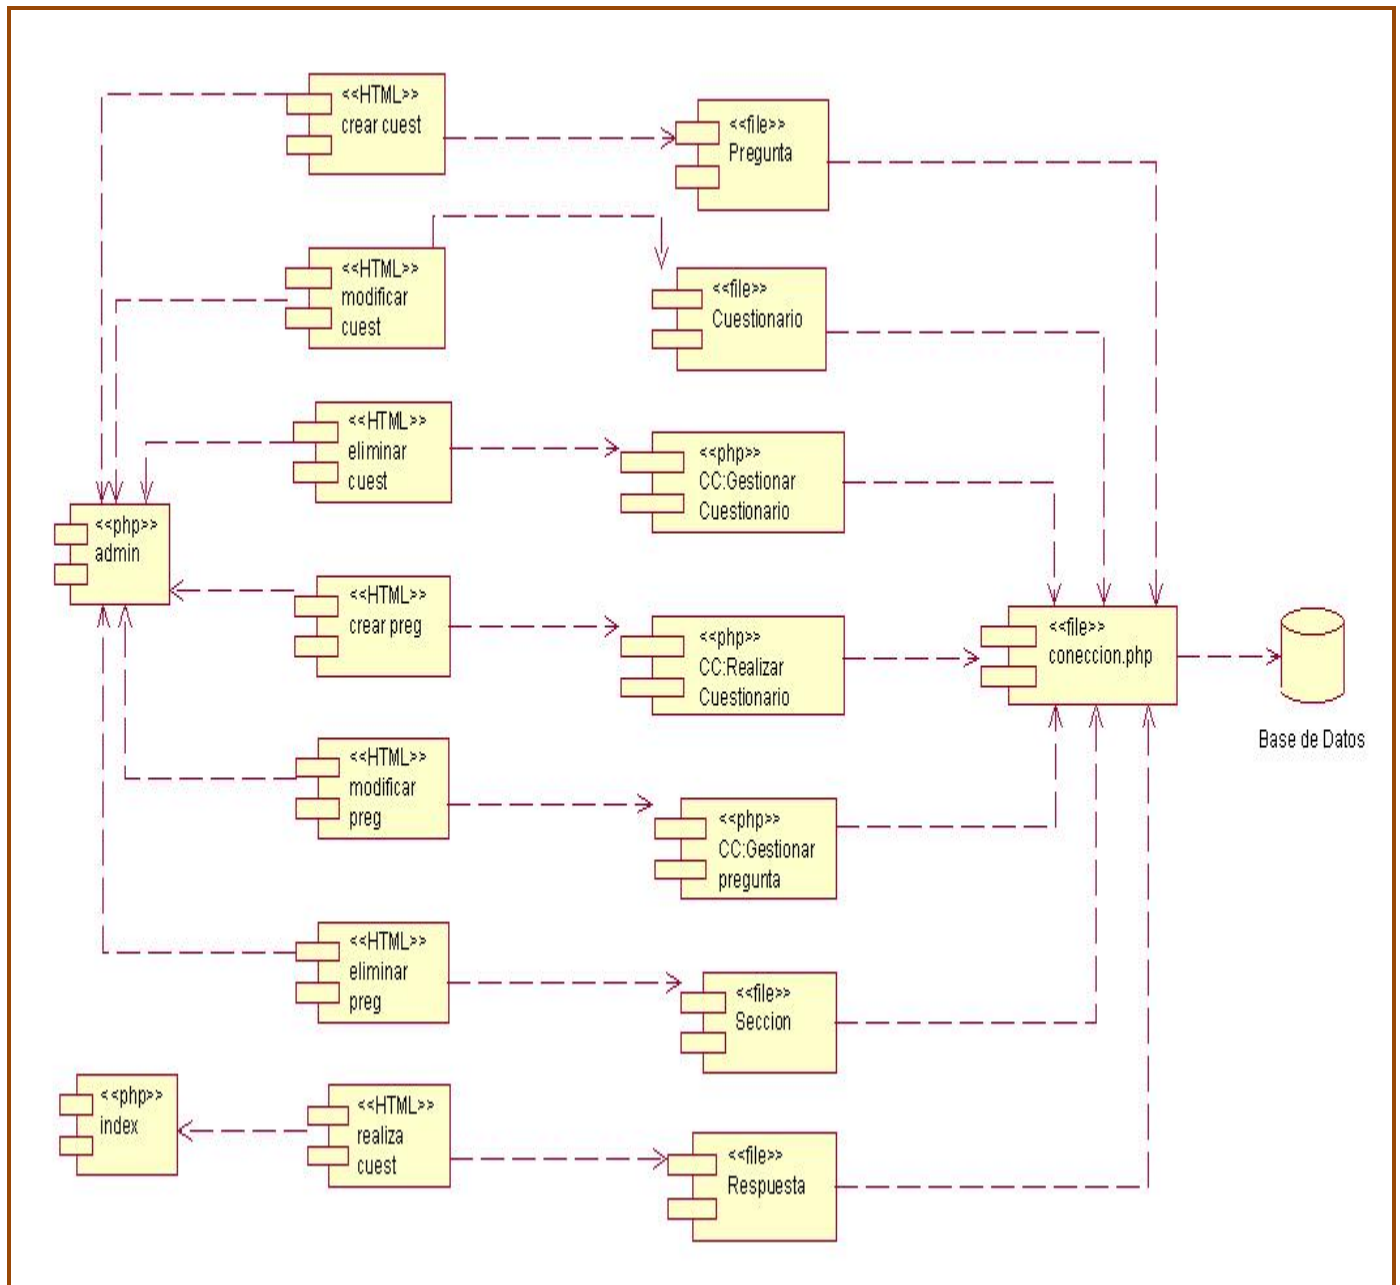 <<HTML>>
crear cuest
<<file>>
Pregunta
<<HTML>>
modificar
cuest
<<file>>
Cuestionario
<<HTML>>
eliminar
cuest
<<php>>
CC:Gestionar
Cuestionario
<<php>>
admin
<<HTML>>
crear preg
<<php>>
CC:Realizar
Cuestionario
<<file>>
coneccion.php
Base de Datos
<<HTML>>
modificar
preg
<<php>>
CC:Gestionar
pregunta
<<HTML>>
eliminar
preg
<<file>>
Seccion
<<php>>
index
<<HTML>>
realiza
cuest
<<file>>
Respuesta